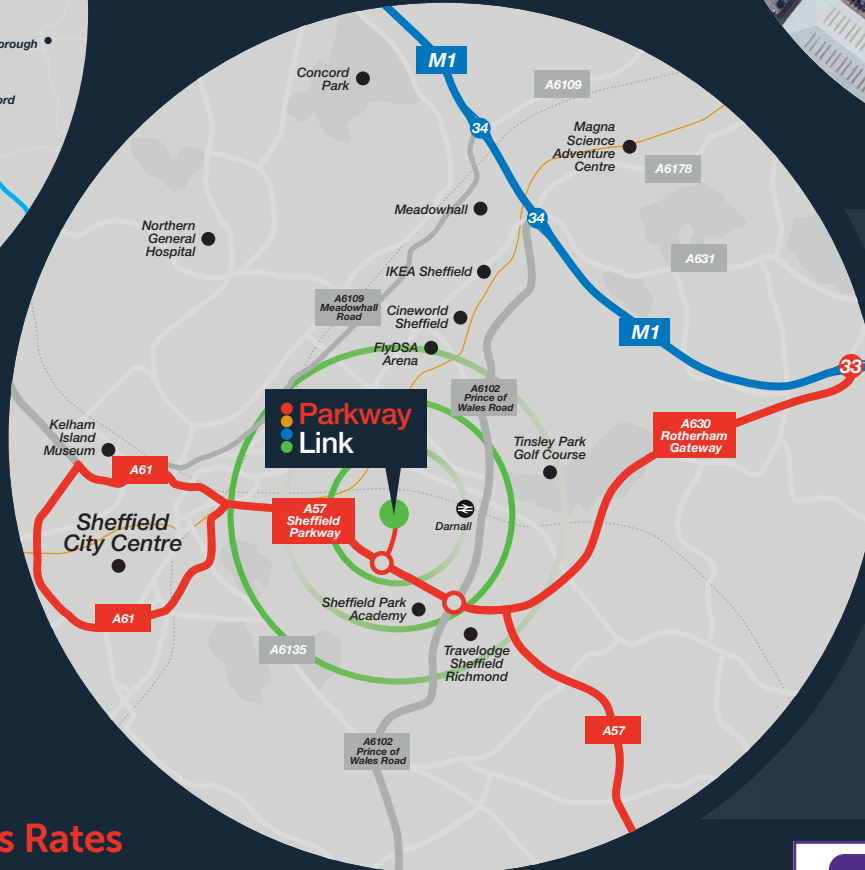 M1
Concord
Park
A6109
34
Magna
Science
Adventure
Centre
A6178
Meadowhall
34
Northern
General
Hospital
A631
IKEA Sheffield
A6109
Meadowhall
Road
Cineworld
Sheffield
M1
FlyDSA
Arena
33
A6102
Prince of
Wales Road
Parkway
Link
A630
Rotherham
Gateway
Kelham
Island
Museum
Tinsley Park
Golf Course
A61
A57
Sheffield
Parkway
Sheffield
City Centre
Darnall
A61
Sheffield Park
Academy
A6135
Travelodge
Sheffield
Richmond
A57
A6102
Prince of
Wales Road
s Rates